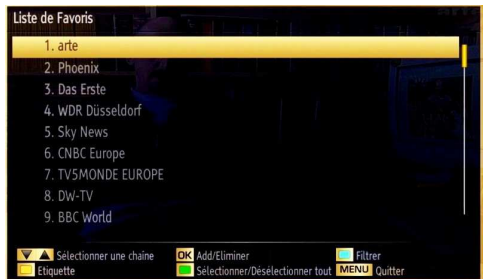 Liste de Favoris
1. arte
2. Phoenix
3. Das Erste
4. WDR Düsseldorf
5. Sky News
6. CNBC Europe
7. TV5MONDE EUROPE
8. DW-TV
9. BBC World
Sélectionner une chaîne OK Add/Eliminer Filtrer
Etiquette Sélectionner/Désélectionner tout MENU Quitter